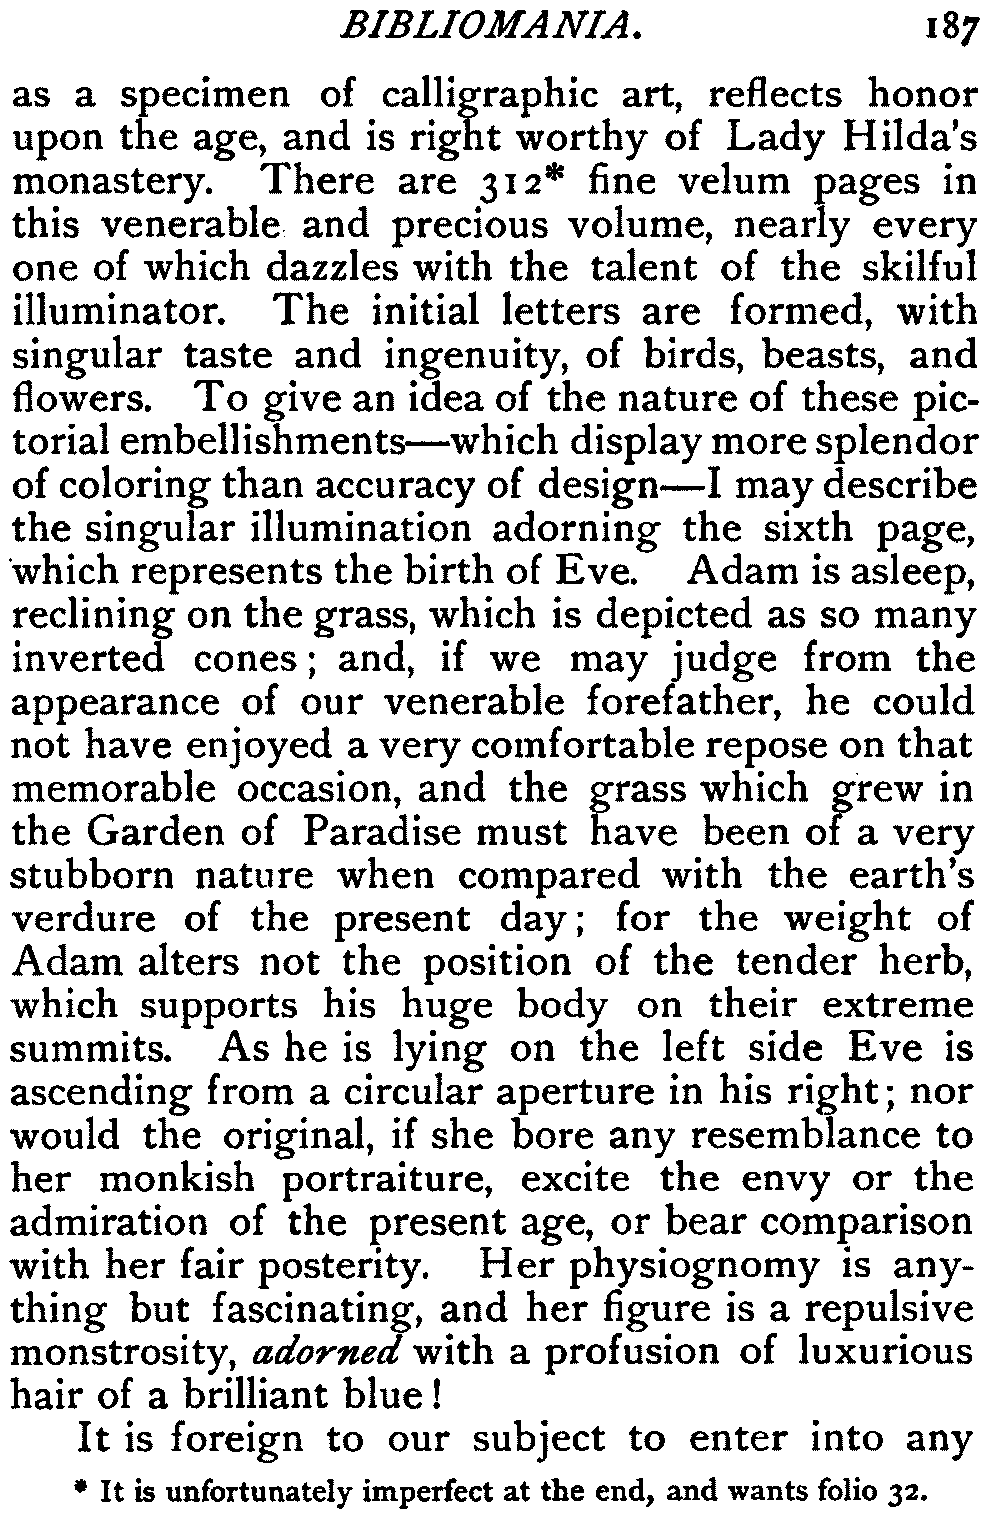 BIBLIOMANIA. 187
as a specimen of calligraphic art, reflects honor
upon the age, and is right worthy of Lady Hilda's
monastery. There are 312* fine velum pages in
this venerable and precious volume, nearly every
one of which dazzles with the talent of the skilful
illuminator. The initial letters are formed, with
singular taste and ingenuity, of birds, beasts, and
flowers. To give an idea of the nature of these pic-
torial embellishments—which display more splendor
of coloring than accuracy of design—I may describe
the singular illumination adorning the sixth page,
which represents the birth of Eve. Adam is asleep,
reclining on the grass, which is depicted as so many
inverted cones; and, if we may judge from the
appearance of our venerable forefather, he could
not have enjoyed a very comfortable repose on that
memorable occasion, and the grass which grew in
the Garden of Paradise must have been of a very
stubborn nature when compared with the earth's
verdure of the present day; for the weight of
Adam alters not the position of the tender herb,
which supports his huge body on their extreme
summits. As he is lying on the left side Eve is
ascending from a circular aperture in his right; nor
would the original, if she bore any resemblance to
her monkish portraiture, excite the envy or the
admiration of the present age, or bear comparison
with her fair posterity. Her physiognomy is any-
thing but fascinating, and her figure is a repulsive
monstrosity, adorned with a profusion of luxurious
hair of a brilliant blue!
It is foreign to our subject to enter into any
* It is unfortunately imperfect at the end, and wants folio 32.